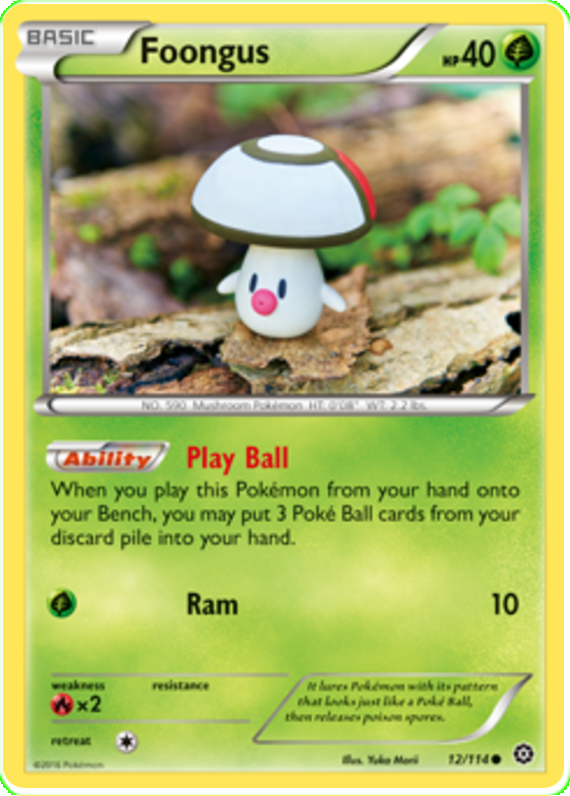 BASIC
Foongus
HP40
NO. 590 Mushroom Pokémon HT: 0'08" WT: 2.2 lbs.
Ability Play Ball
When you play this Pokémon from your hand onto
your Bench, you may put 3 Poké Ball cards from your
discard pile into your hand.
Ram 10
weakness resistance
×2
retreat
It lures Pokémon with its pattern
that looks just like a Poké Ball,
then releases poison spores.
©2016 Pokémon
Illus. Yuka Morii 12/114